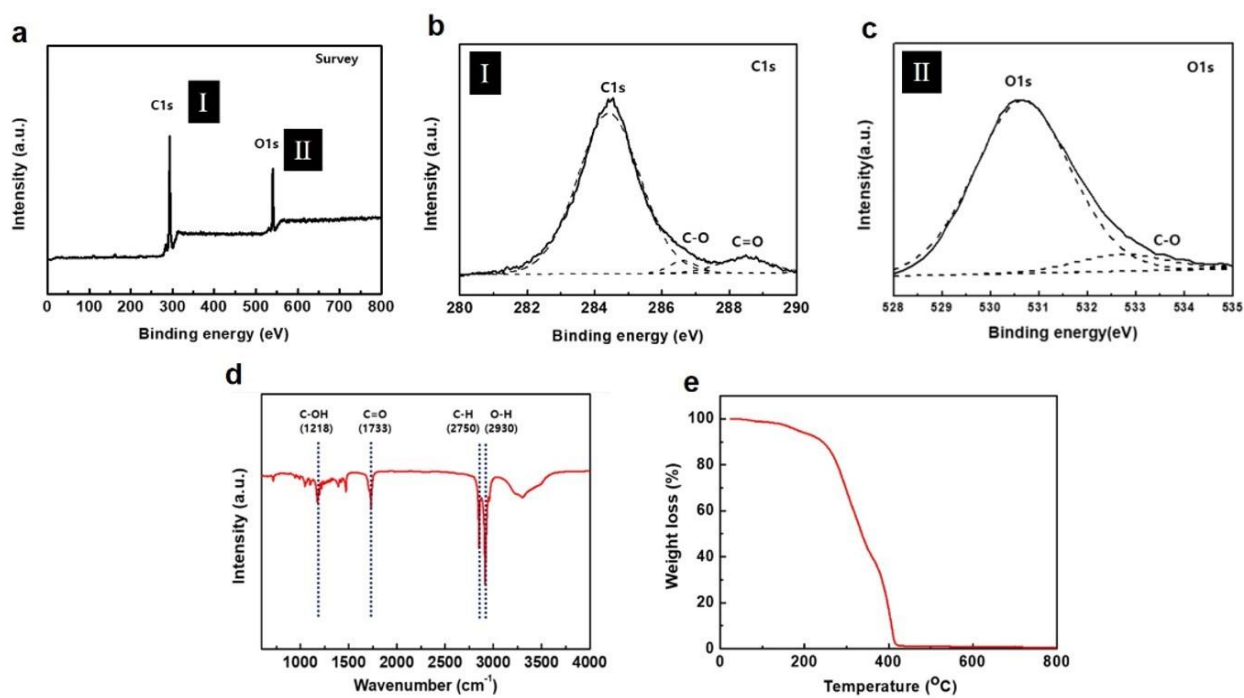 a
Survey
C1s
I
O1s
II
Intensity (a.u.)
0 100 200 300 400 500 600 700 800
Binding energy (eV)
b
I
C1s
C1s
C-O
C=O
Intensity (a.u.)
280 282 284 286 288 290
Binding energy (eV)
c
II
O1s
O1s
C-O
Intensity(a.u.)
528 529 530 531 532 533 534 535
Binding energy(eV)
d
C-OH
(1218)
C=O
(1733)
C-H
(2750)
O-H
(2930)
Intensity (a.u.)
1000 1500 2000 2500 3000 3500 4000
Wavenumber (cm⁻¹)
e
100
80
60
40
20
0
Weight loss (%)
0 200 400 600 800
Temperature (⁰C)